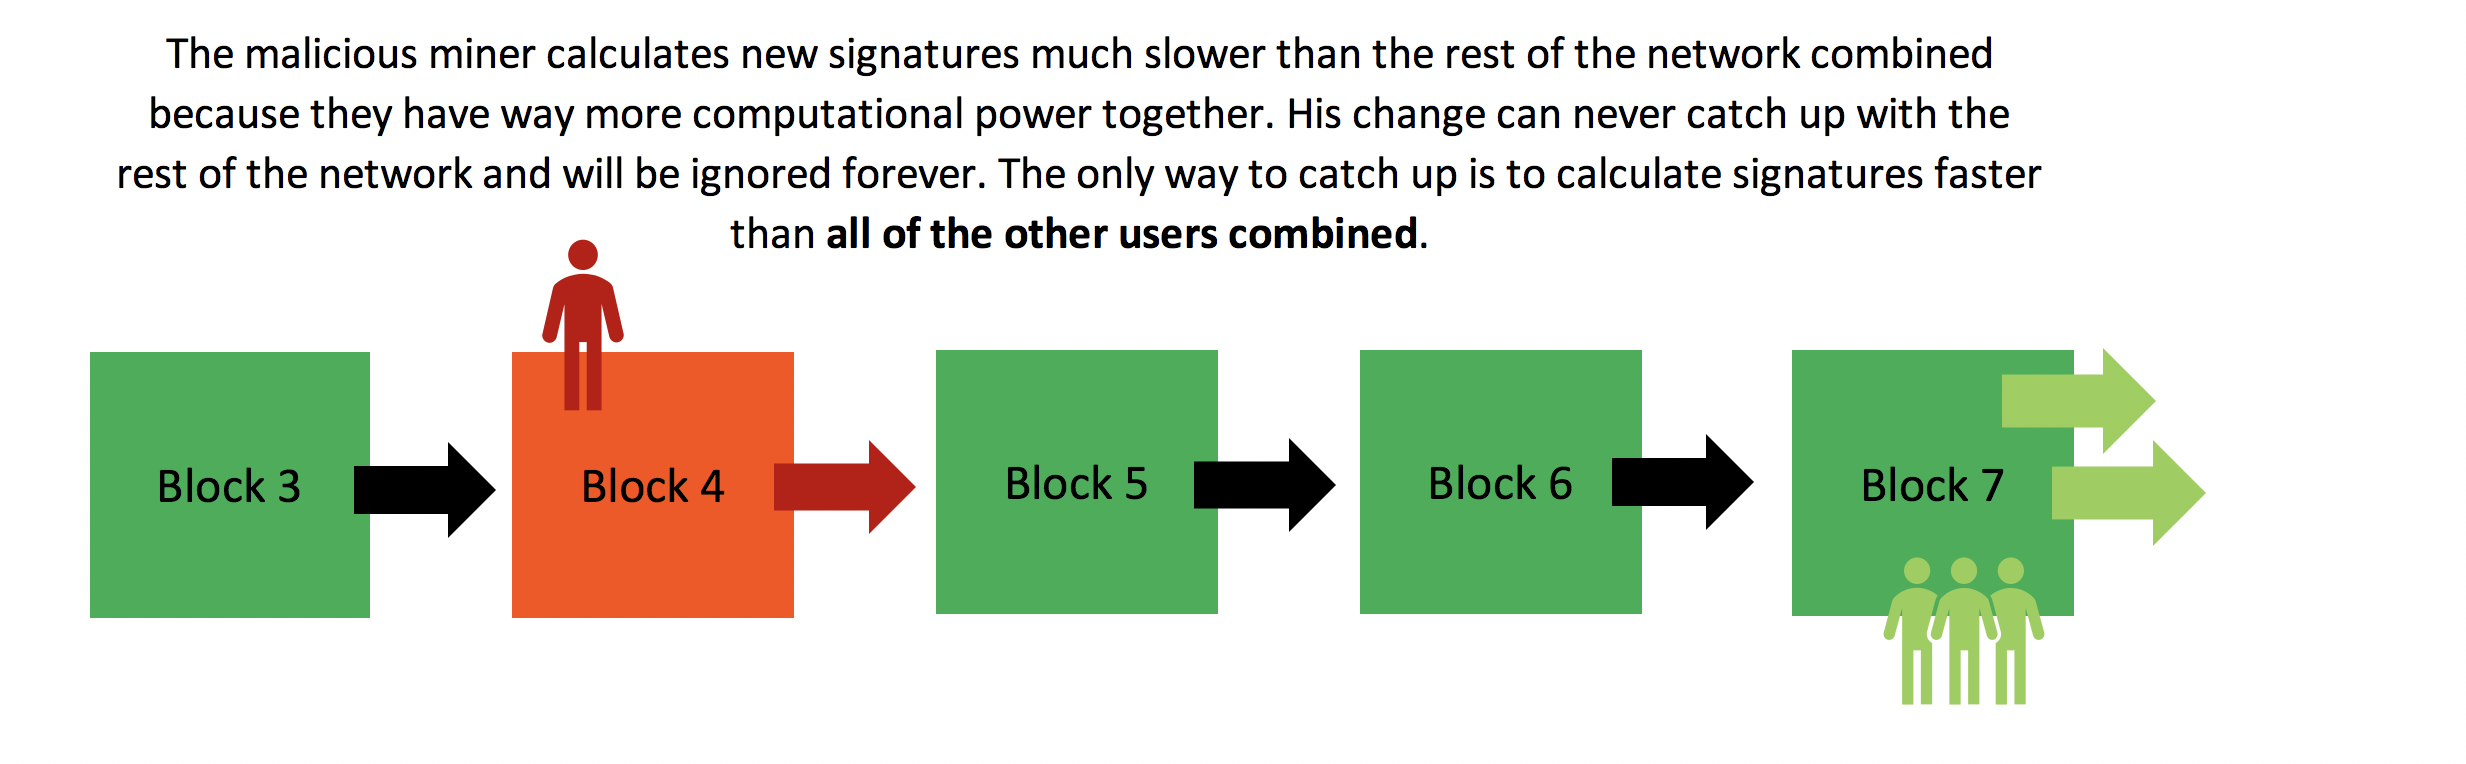 The malicious miner calculates new signatures much slower than the rest of the network combined
because they have way more computational power together. His change can never catch up with the
rest of the network and will be ignored forever. The only way to catch up is to calculate signatures faster
than all of the other users combined.
Block 3
Block 4
Block 5
Block 6
Block 7